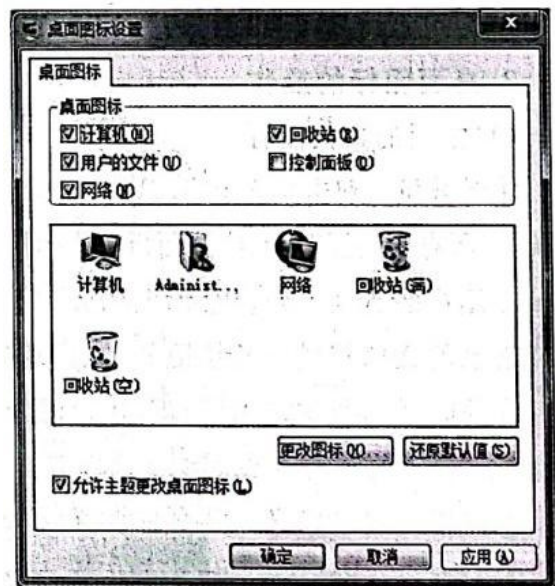 桌面图标设置
桌面图标
桌面图标
计算机(M) 回收站(R)
用户的文件(U) 控制面板(O)
网络(N)
计算机 Administ... 网络 回收站(满)
回收站(空)
更改图标(H)... 还原默认值(S)
允许主题更改桌面图标(L)
确定 取消 应用(A)